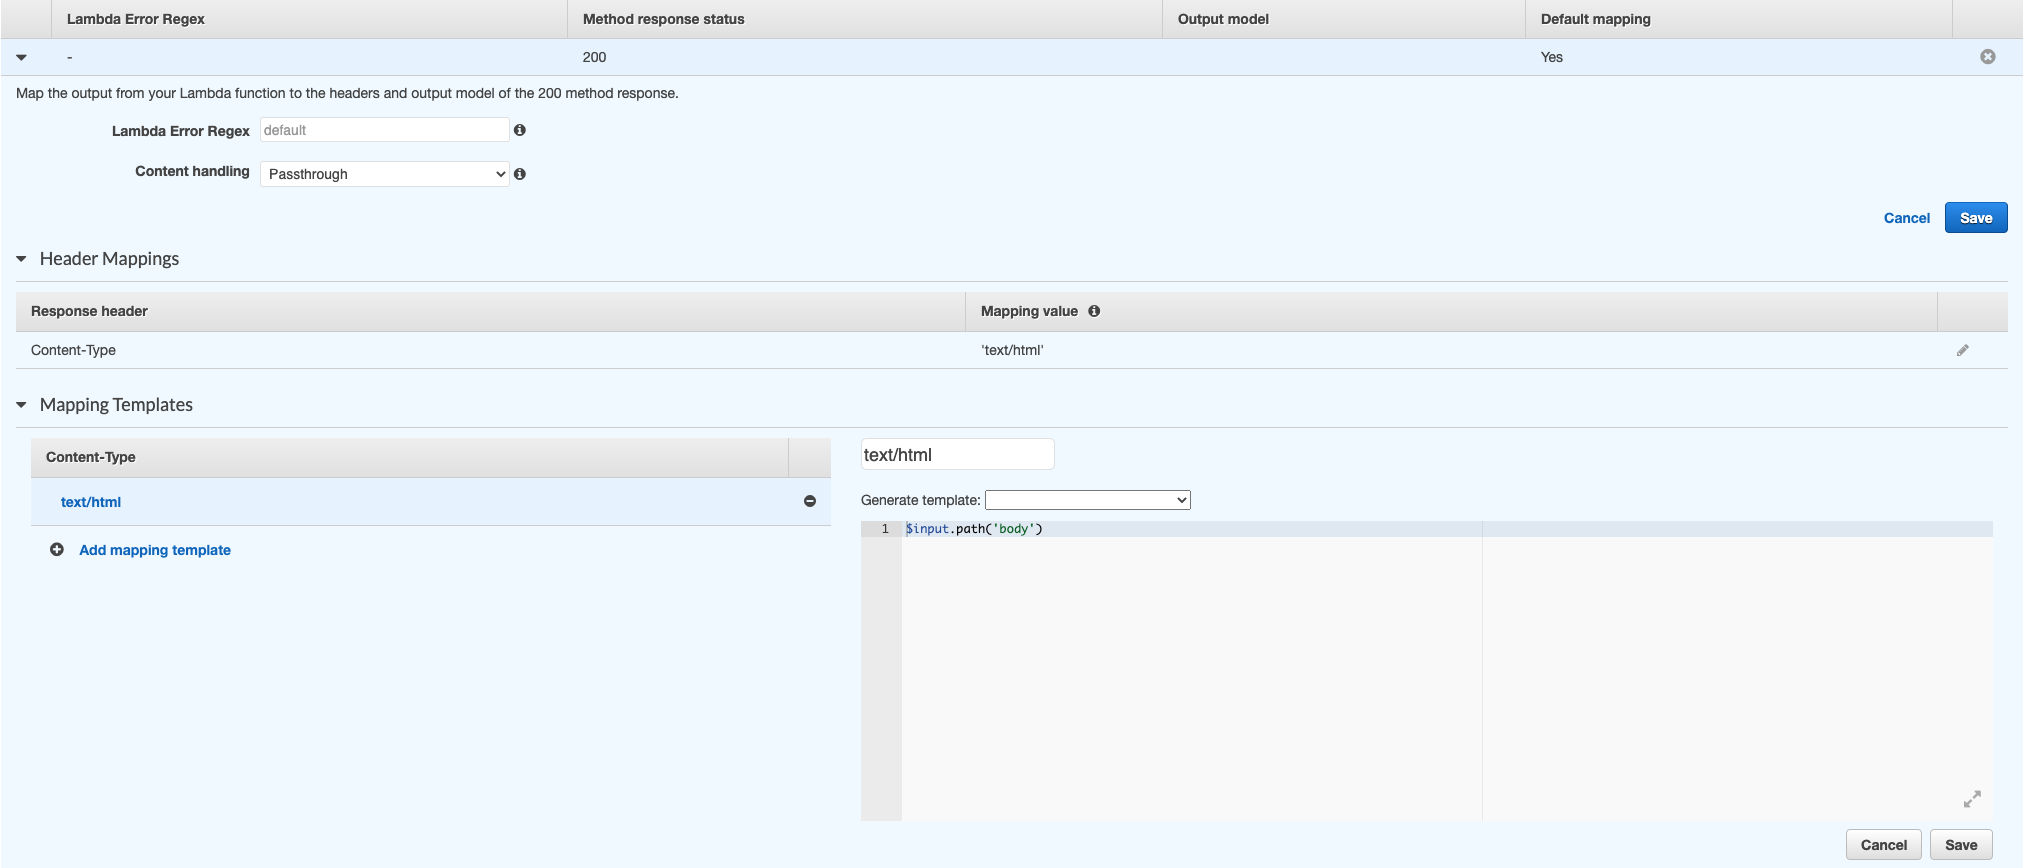 Lambda Error Regex Method response status Output model Default mapping
- 200 Yes
Map the output from your Lambda function to the headers and output model of the 200 method response.
Lambda Error Regex default
Content handling Passthrough
Cancel Save
Header Mappings
Response header Mapping value
Content-Type 'text/html'
Mapping Templates
Content-Type
text/html
Add mapping template
text/html
Generate template:
1 $input.path('body')
Cancel Save